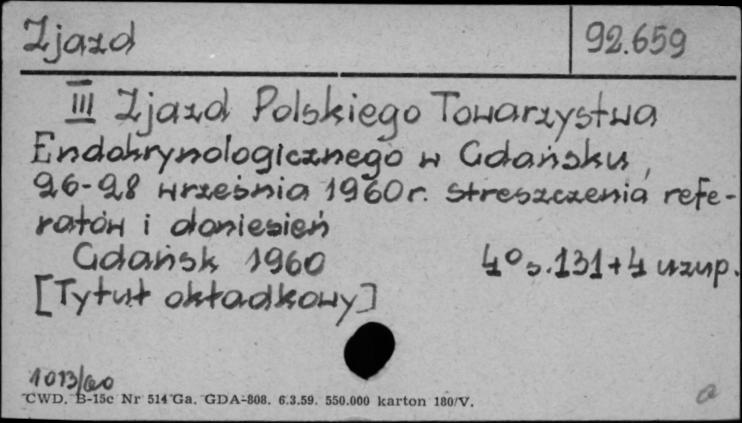 Zjazd
92.659
III Zjazd Polskiego Towarzystwa
Endokrynologicznego w Gdańsku,
26-28 września 1960 r. streszczenia refe-
ratów i doniesień
Gdańsk 1960 4° s.131+4 uzup.
[Tytuł okładkowy]
1013/60
CWD. B-15c Nr 514 Ga. GDA-808. 6.3.59. 550.000 karton 180/V.
a